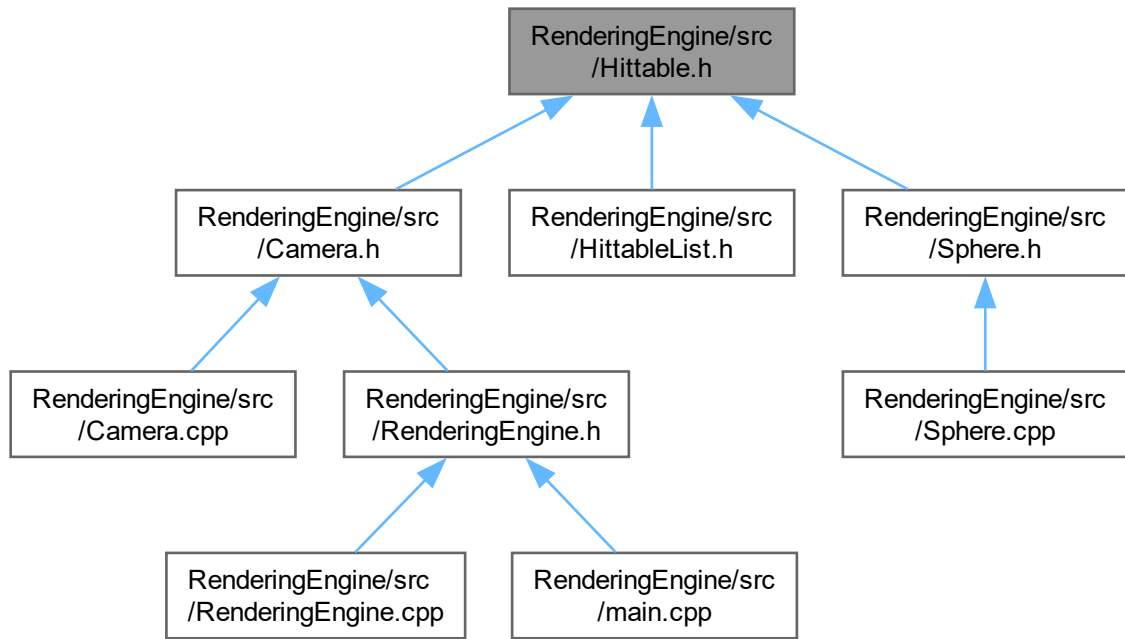 RenderingEngine/src
/Hittable.h
RenderingEngine/src
/Camera.h
RenderingEngine/src
/HittableList.h
RenderingEngine/src
/Sphere.h
RenderingEngine/src
/Camera.cpp
RenderingEngine/src
/RenderingEngine.h
RenderingEngine/src
/Sphere.cpp
RenderingEngine/src
/RenderingEngine.cpp
RenderingEngine/src
/main.cpp